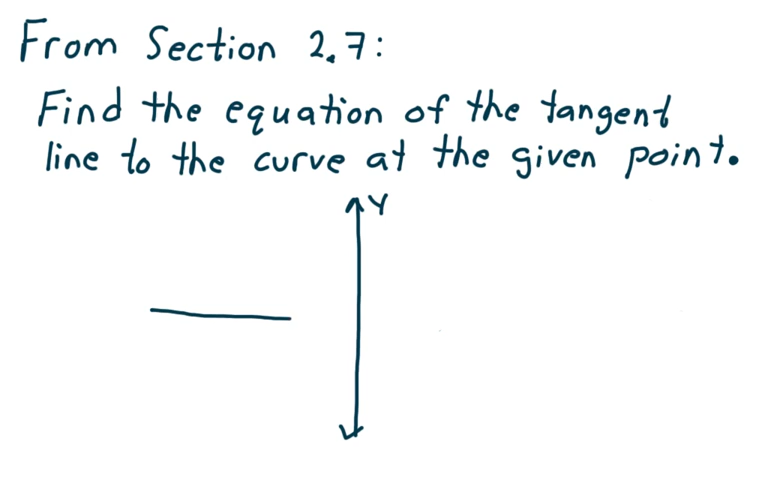 From Section 2.7:
Find the equation of the tangent
line to the curve at the given point.
Y